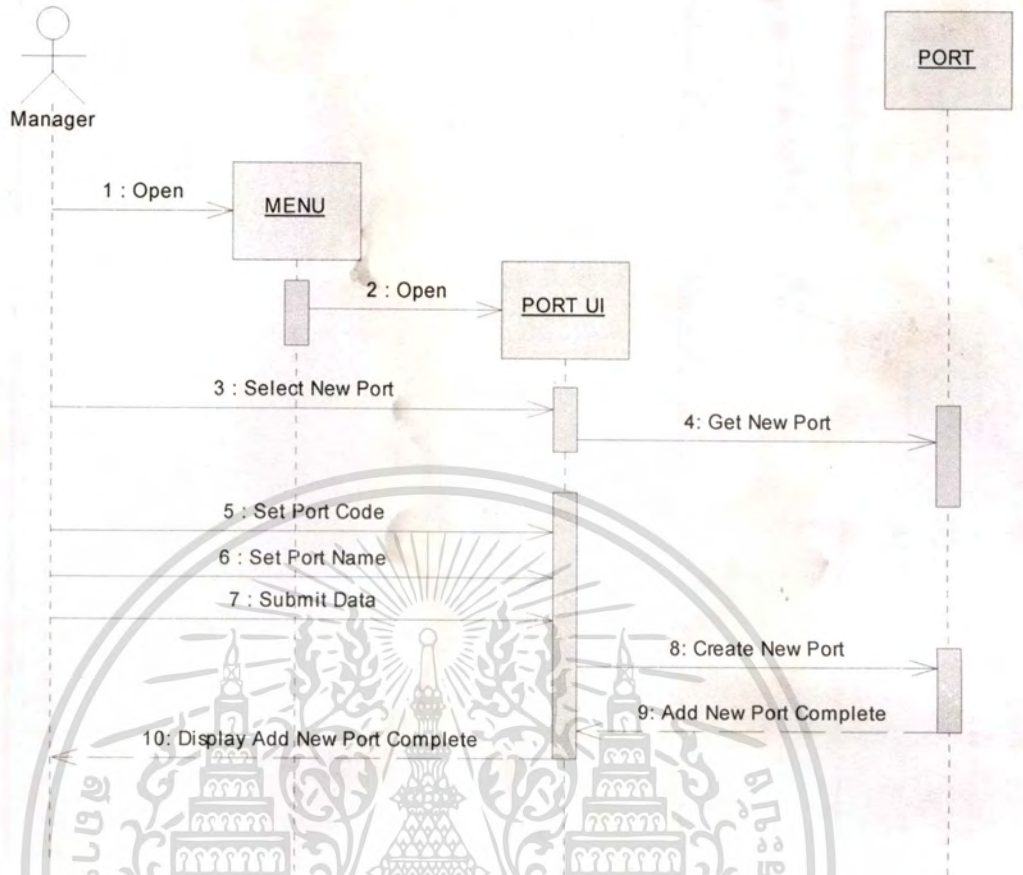 PORT
Manager
1 : Open
MENU
2 : Open
PORT UI
3 : Select New Port
4: Get New Port
5 : Set Port Code
6 : Set Port Name
7 : Submit Data
8: Create New Port
9: Add New Port Complete
10: Display Add New Port Complete